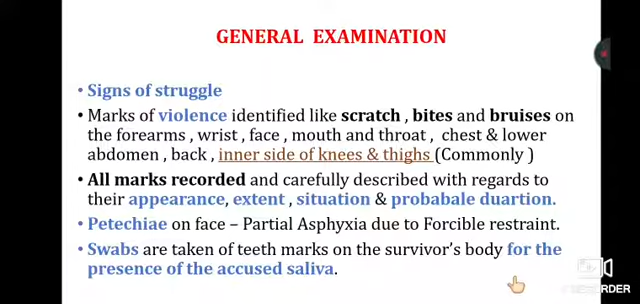 GENERAL EXAMINATION
• Signs of struggle
• Marks of violence identified like scratch , bites and bruises on
the forearms , wrist , face , mouth and throat , chest & lower
abdomen , back , inner side of knees & thighs (Commonly )
• All marks recorded and carefully described with regards to
their appearance, extent , situation & probabale duartion.
• Petechiae on face – Partial Asphyxia due to Forcible restraint.
• Swabs are taken of teeth marks on the survivor's body for the
presence of the accused saliva.